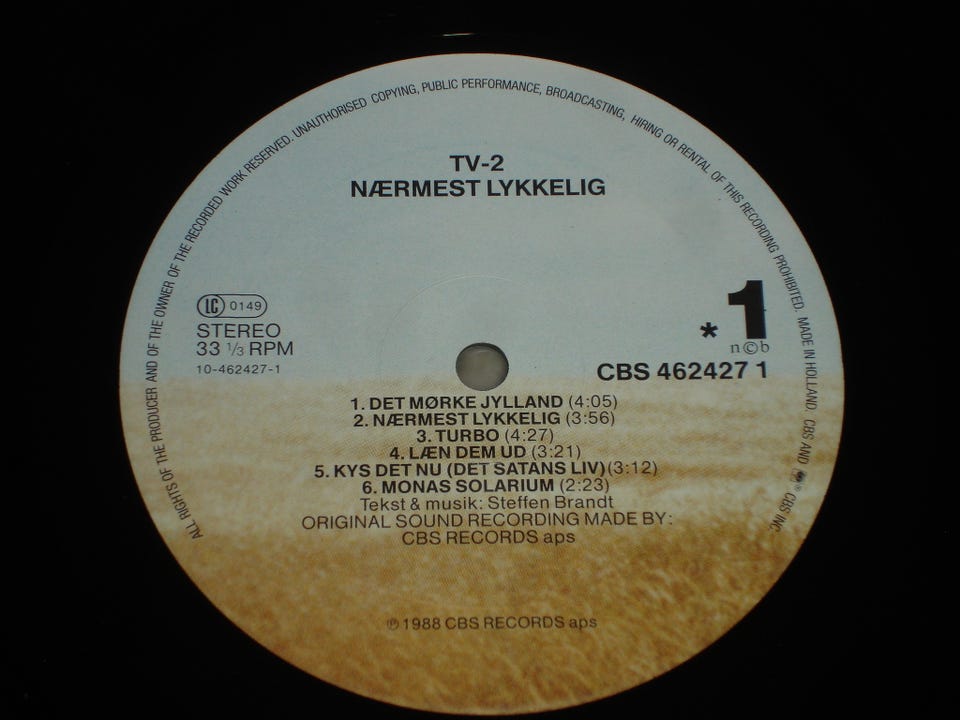 ALL RIGHTS OF THE PRODUCER AND OF THE OWNER OF THE RECORDED WORK RESERVED. UNAUTHORISED COPYING, PUBLIC PERFORMANCE, BROADCASTING, HIRING OR RENTAL OF THIS RECORDING PROHIBITED. MADE IN HOLLAND. CBS AND ® CBS INC.
TV-2
NÆRMEST LYKKELIG
LC 0149
STEREO
33 1/3 RPM
10-462427-1
* 1
n©b
CBS 462427 1
1. DET MØRKE JYLLAND (4:05)
2. NÆRMEST LYKKELIG (3:56)
3. TURBO (4:27)
4. LÆN DEM UD (3:21)
5. KYS DET NU (DET SATANS LIV)(3:12)
6. MONAS SOLARIUM (2:23)
Tekst & musik: Steffen Brandt
ORIGINAL SOUND RECORDING MADE BY:
CBS RECORDS aps
℗ 1988 CBS RECORDS aps